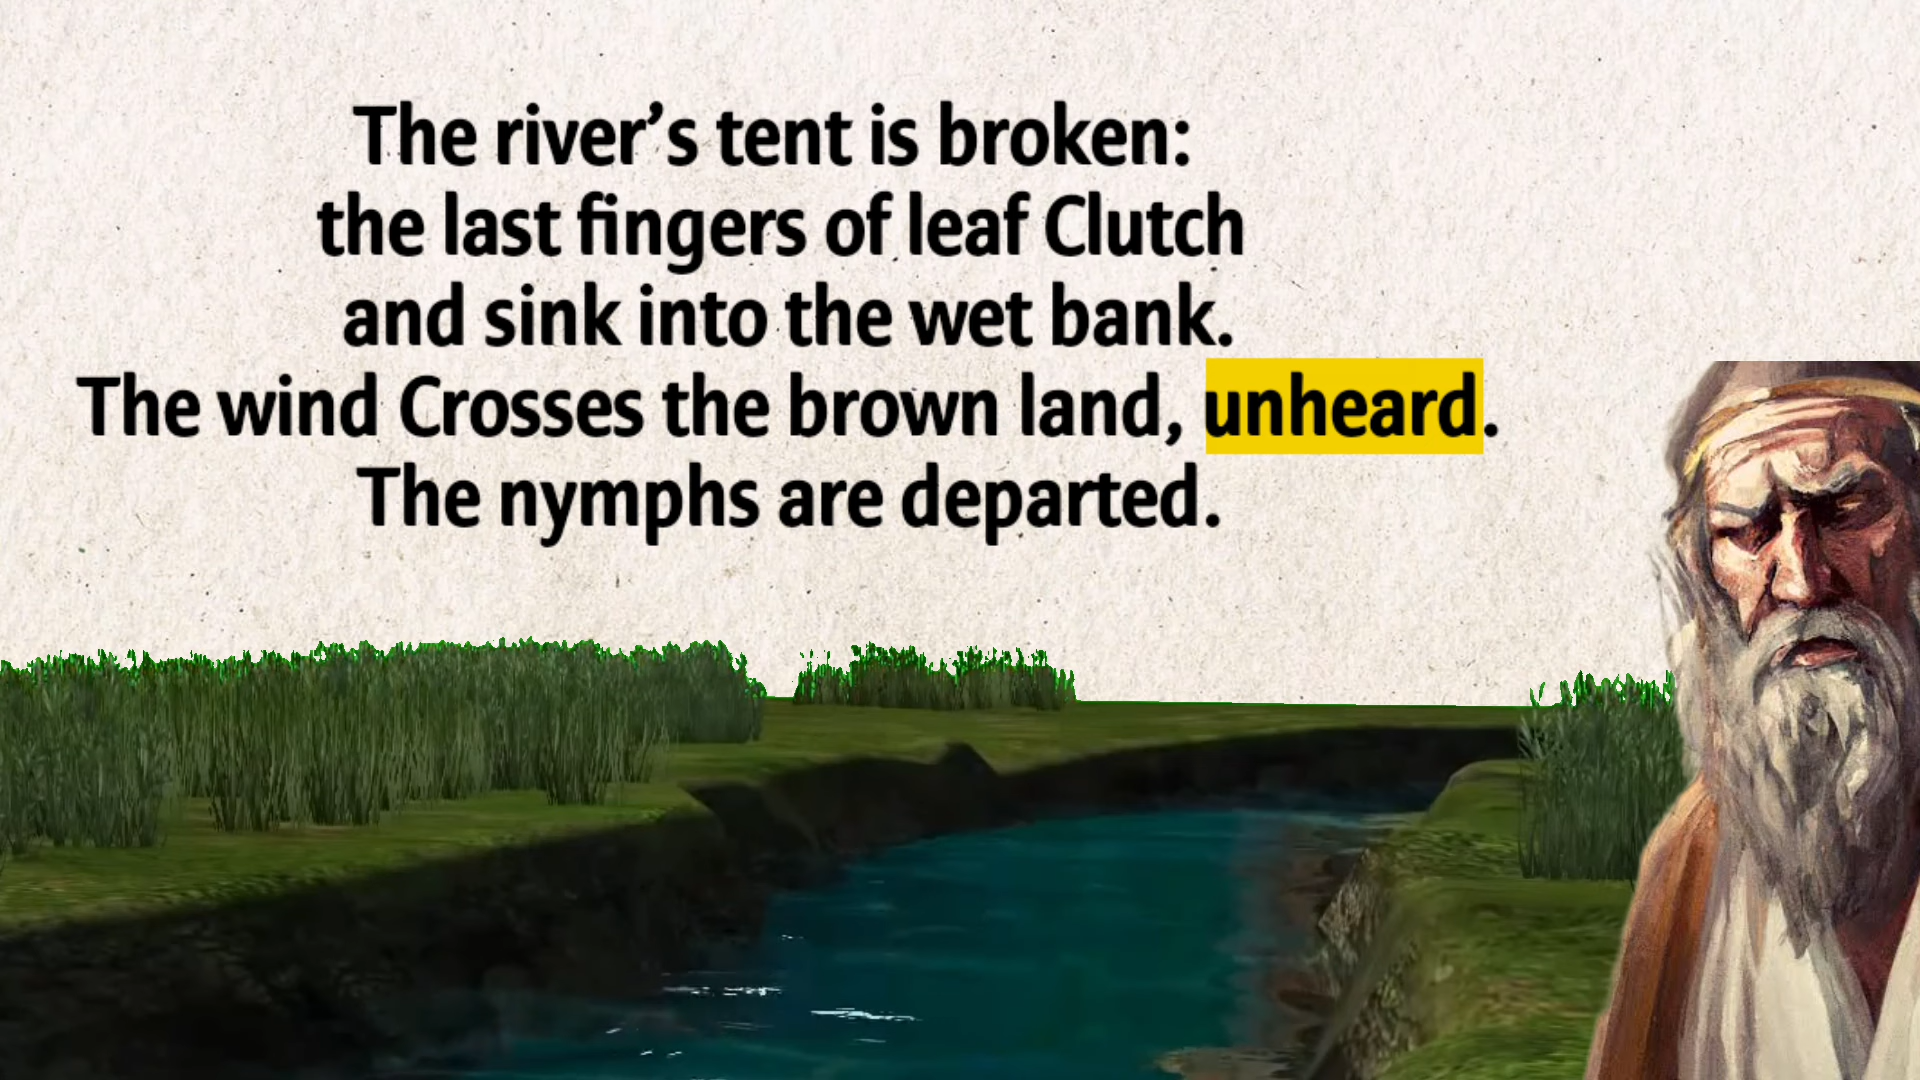 The river’s tent is broken:
the last fingers of leaf Clutch
and sink into the wet bank.
The wind Crosses the brown land, unheard.
The nymphs are departed.